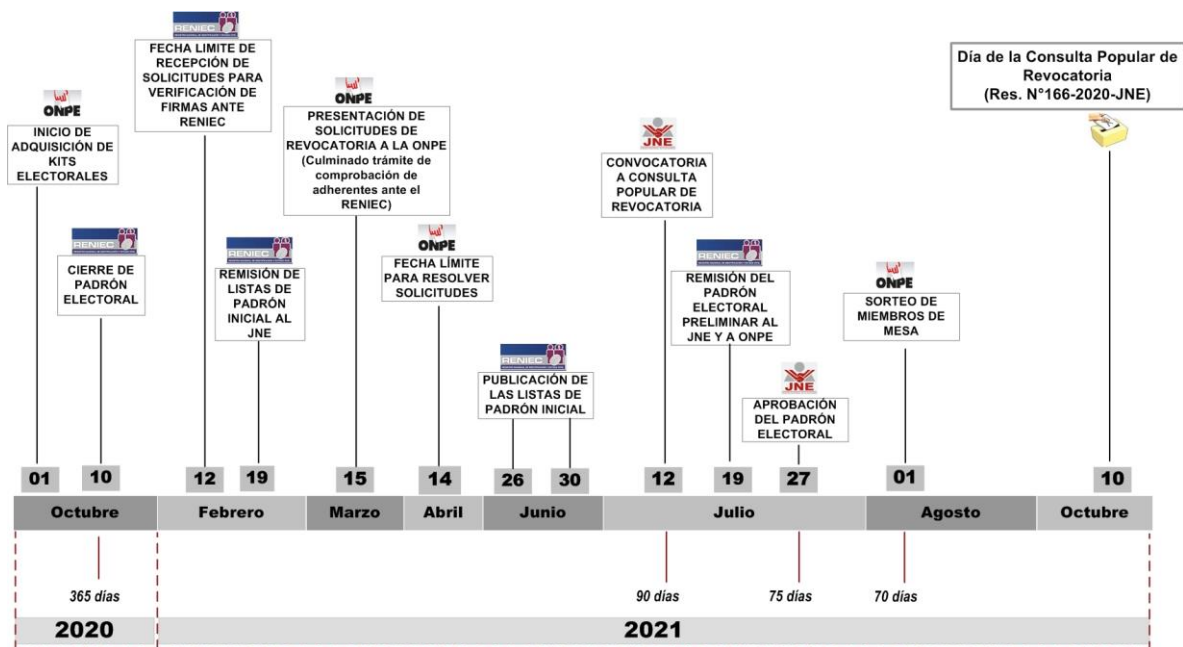 RENIEC
FECHA LIMITE DE
RECEPCIÓN DE
SOLICITUDES PARA
VERIFICACIÓN DE
FIRMAS ANTE
RENIEC
Día de la Consulta Popular de
Revocatoria
(Res. N°166-2020-JNE)
ONPE
INICIO DE
ADQUISICIÓN DE
KITS
ELECTORALES
ONPE
PRESENTACIÓN DE
SOLICITUDES DE
REVOCATORIA A LA ONPE
(Culminado trámite de
comprobación de
adherentes ante el
RENIEC)
JNE
CONVOCATORIA
A CONSULTA
POPULAR DE
REVOCATORIA
RENIEC
CIERRE DE
PADRÓN
ELECTORAL
RENIEC
REMISIÓN DE
LISTAS DE
PADRÓN
INICIAL AL
JNE
ONPE
FECHA LÍMITE
PARA RESOLVER
SOLICITUDES
RENIEC
REMISIÓN DEL
PADRÓN
ELECTORAL
PRELIMINAR AL
JNE Y A ONPE
ONPE
SORTEO DE
MIEMBROS DE
MESA
RENIEC
PUBLICACIÓN DE
LAS LISTAS DE
PADRÓN INICIAL
JNE
APROBACIÓN
DEL PADRÓN
ELECTORAL
01 10 12 19 15 14 26 30 12 19 27 01 10
Octubre Febrero Marzo Abril Junio Julio Agosto Octubre
365 días 90 días 75 días 70 días
2020 2021